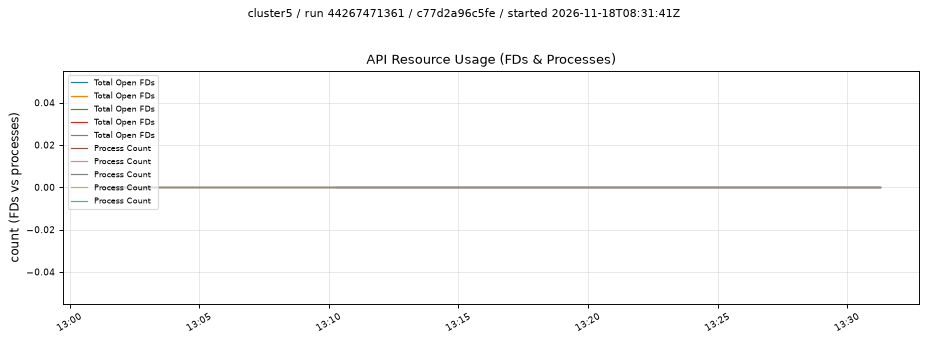 cluster5 / run 44267471361 / c77d2a96c5fe / started 2026-11-18T08:31:41Z
API Resource Usage (FDs & Processes)
count (FDs vs processes)
0.04
0.02
0.00
−0.02
−0.04
Total Open FDs
Total Open FDs
Total Open FDs
Total Open FDs
Total Open FDs
Process Count
Process Count
Process Count
Process Count
Process Count
13:00
13:05
13:10
13:15
13:20
13:25
13:30